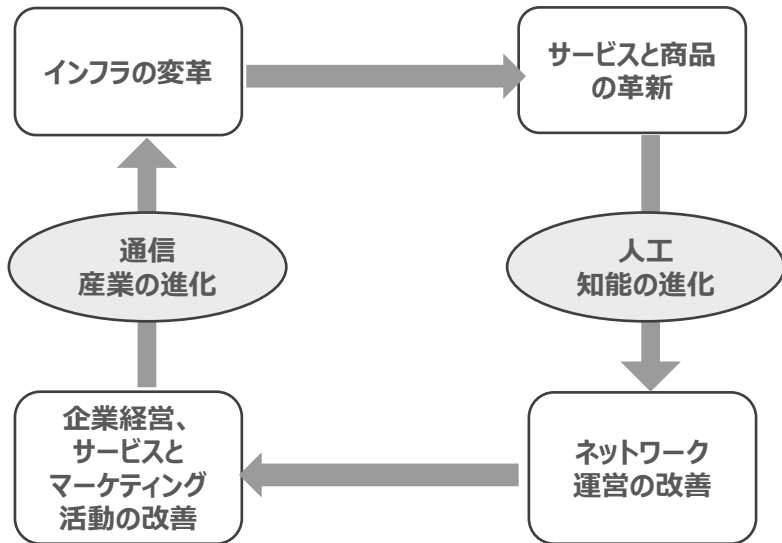 インフラの変革
サービスと商品
の革新
通信
産業の進化
人工
知能の進化
企業経営、
サービスと
マーケティング
活動の改善
ネットワーク
運営の改善